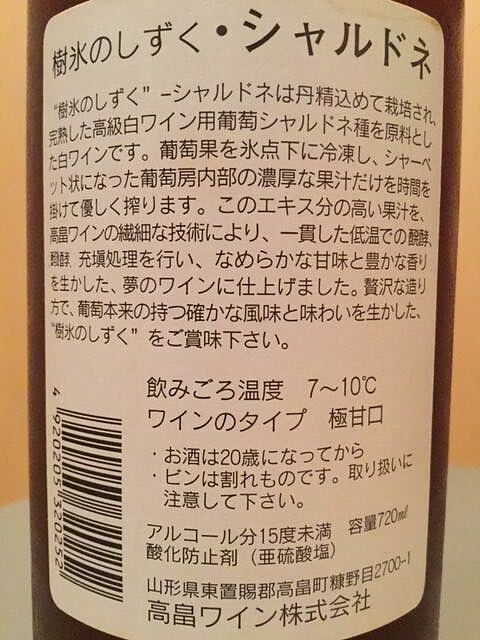 樹氷のしずく・シャルドネ
“樹氷のしずく”－シャルドネは丹精込めて栽培され、
完熟した高級白ワイン用葡萄シャルドネ種を原料とし
た白ワインです。葡萄果を氷点下に冷凍し、シャーベ
ット状になった葡萄房内部の濃厚な果汁だけを時間を
掛けて優しく搾ります。このエキス分の高い果汁を、
高畠ワインの繊細な技術により、一貫した低温での醗酵、
醗酵、充塡処理を行い、なめらかな甘味と豊かな香り
を生かした、夢のワインに仕上げました。贅沢な造り
方で、葡萄本来の持つ確かな風味と味わいを生かした、
“樹氷のしずく”をご賞味下さい。
飲みごろ温度 7～10℃
ワインのタイプ 極甘口
・お酒は20歳になってから
・ビンは割れものです。取り扱いに
注意して下さい。
アルコール分15度未満 容量720ml
酸化防止剤（亜硫酸塩）
山形県東置賜郡高畠町糠野目2700-1
高畠ワイン株式会社
4 920205 320252